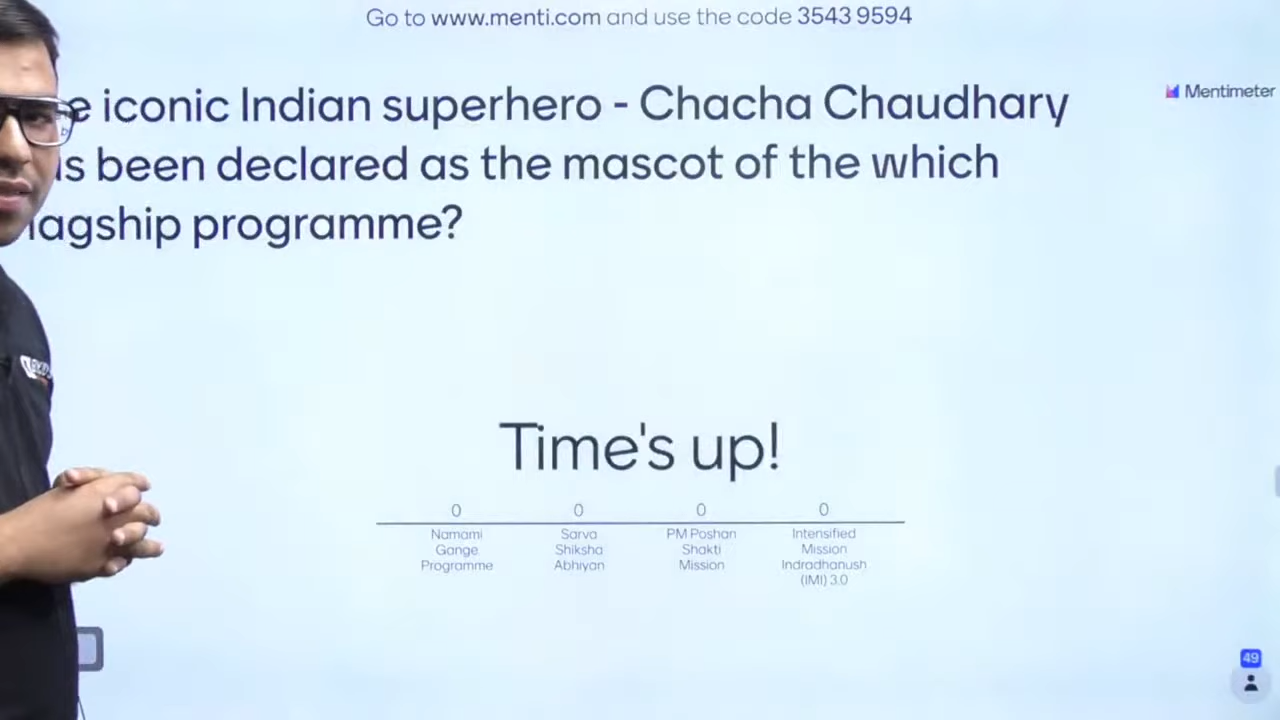 Go to www.menti.com and use the code 3543 9594
Mentimeter
e iconic Indian superhero - Chacha Chaudhary
s been declared as the mascot of the which
lagship programme?
Time's up!
0 0 0 0
Namami Gange Programme
Sarva Shiksha Abhiyan
PM Poshan Shakti Mission
Intensified Mission Indradhanush (IMI) 3.0
49